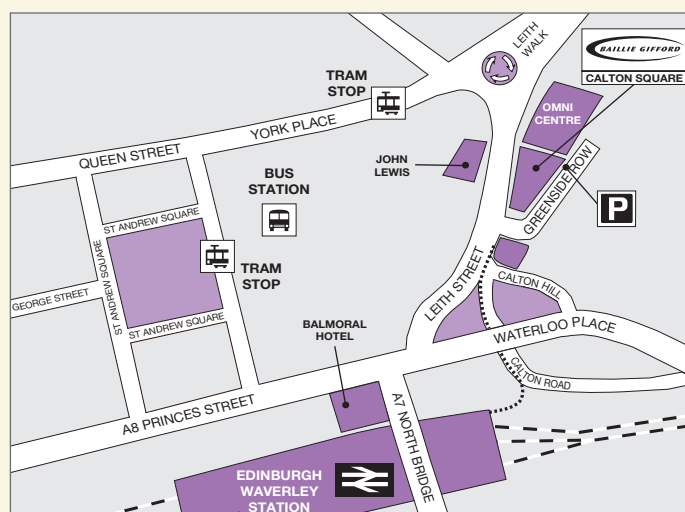 LEITH
WALK
BAILLIE GIFFORD
CALTON SQUARE
TRAM
STOP
OMNI
CENTRE
YORK PLACE
QUEEN STREET
JOHN
LEWIS
BUS
STATION
GREENSIDE ROW
P
ST ANDREW SQUARE
ST ANDREW SQUARE
TRAM
STOP
GEORGE STREET
LEITH STREET
CALTON HILL
ST ANDREW SQUARE
BALMORAL
HOTEL
WATERLOO PLACE
CALTON ROAD
A8 PRINCES STREET
A7 NORTH BRIDGE
EDINBURGH
WAVERLEY
STATION